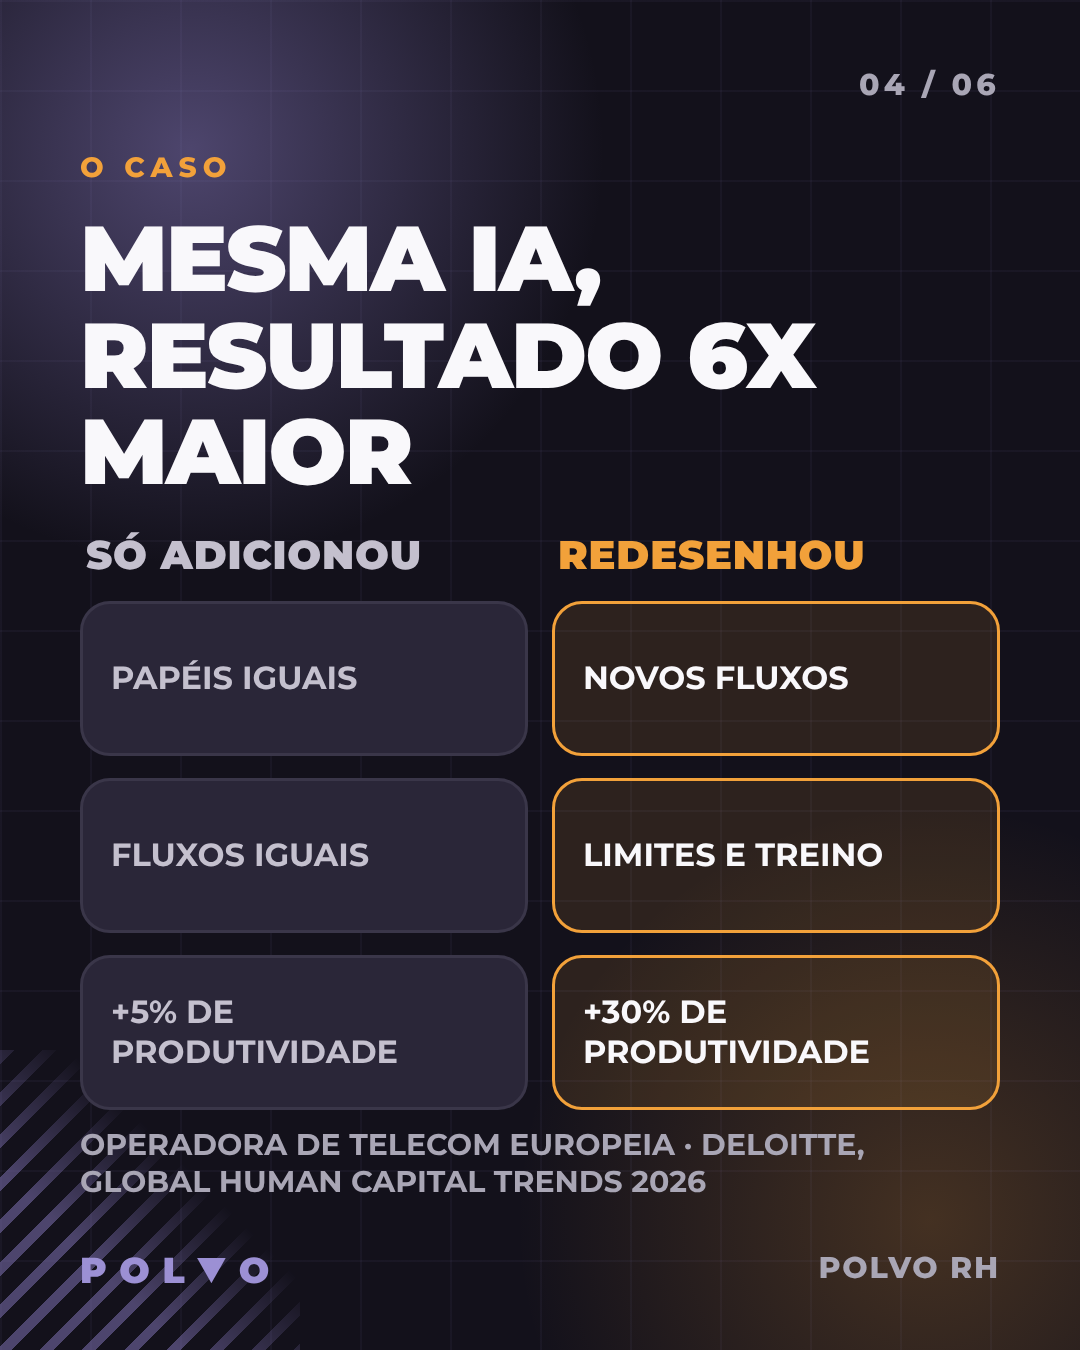 04 / 06
O CASO
MESMA IA,
RESULTADO 6X
MAIOR
SÓ ADICIONOU
REDESENHOU
PAPÉIS IGUAIS
NOVOS FLUXOS
FLUXOS IGUAIS
LIMITES E TREINO
+5% DE
PRODUTIVIDADE
+30% DE
PRODUTIVIDADE
OPERADORA DE TELECOM EUROPEIA · DELOITTE,
GLOBAL HUMAN CAPITAL TRENDS 2026
POLVO
POLVO RH